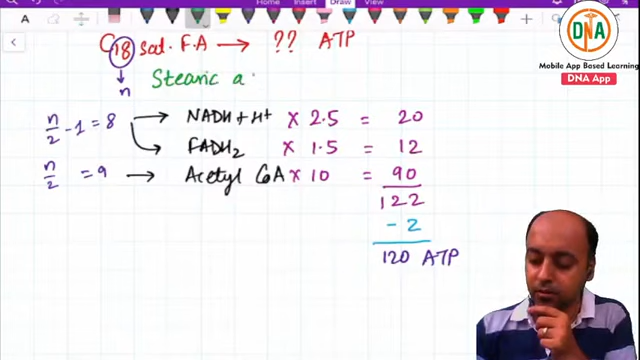 Home Insert Draw View
A
DNA
Mobile App Based Learning
DNA App
C18 sat. F.A → ?? ATP
↓
n
Stearic a
n/2 - 1 = 8 → NADH + H+ × 2.5 = 20
FADH2 × 1.5 = 12
n/2 = 9 → Acetyl CoA × 10 = 90
122
- 2
120 ATP